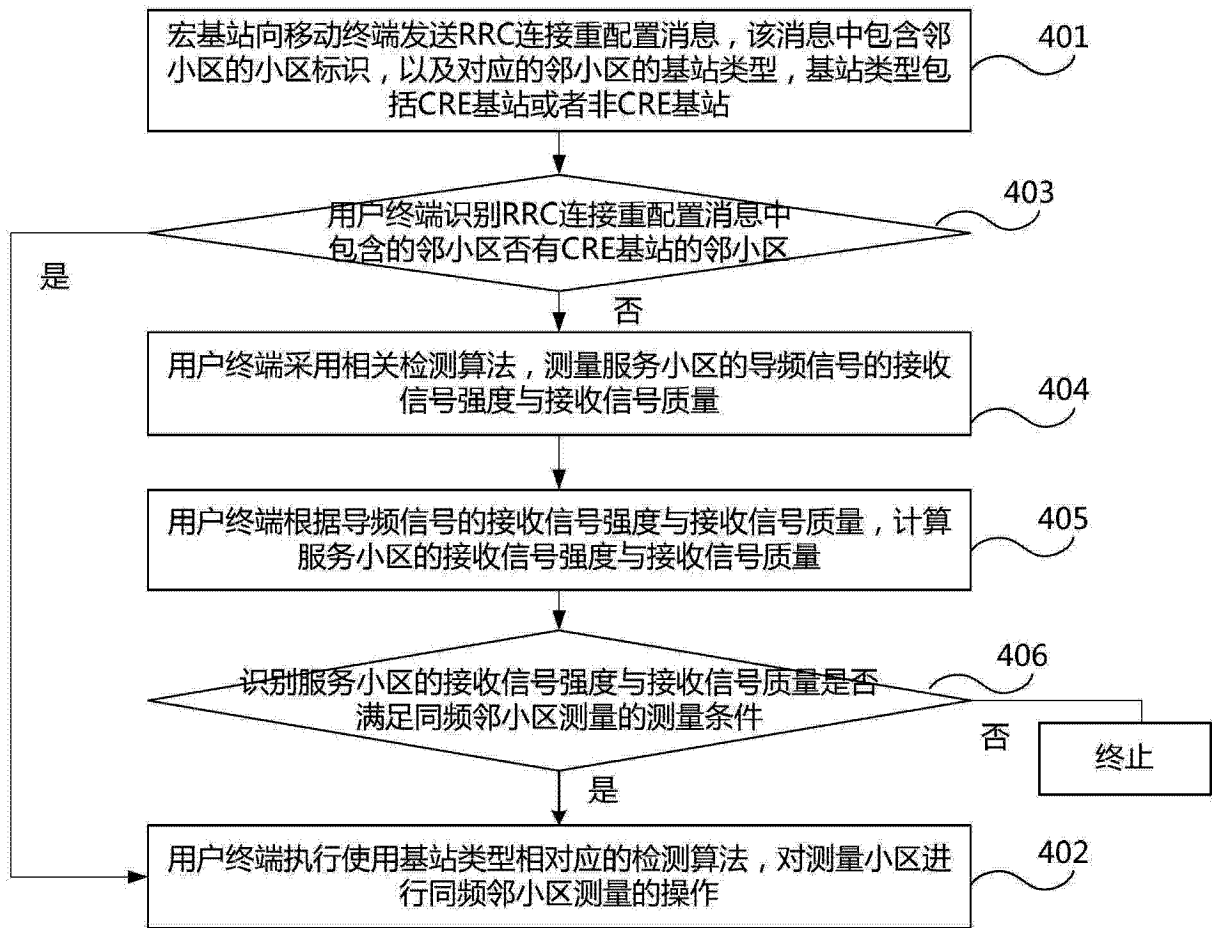 宏基站向移动终端发送RRC连接重配置消息，该消息中包含邻
小区的小区标识，以及对应的邻小区的基站类型，基站类型包
括CRE基站或者非CRE基站
401
用户终端识别RRC连接重配置消息中
包含的邻小区否有CRE基站的邻小区
403
是
否
用户终端采用相关检测算法，测量服务小区的导频信号的接收
信号强度与接收信号质量
404
用户终端根据导频信号的接收信号强度与接收信号质量，计算
服务小区的接收信号强度与接收信号质量
405
识别服务小区的接收信号强度与接收信号质量是否
满足同频邻小区测量的测量条件
406
否
终止
是
用户终端执行使用基站类型相对应的检测算法，对测量小区进
行同频邻小区测量的操作
402